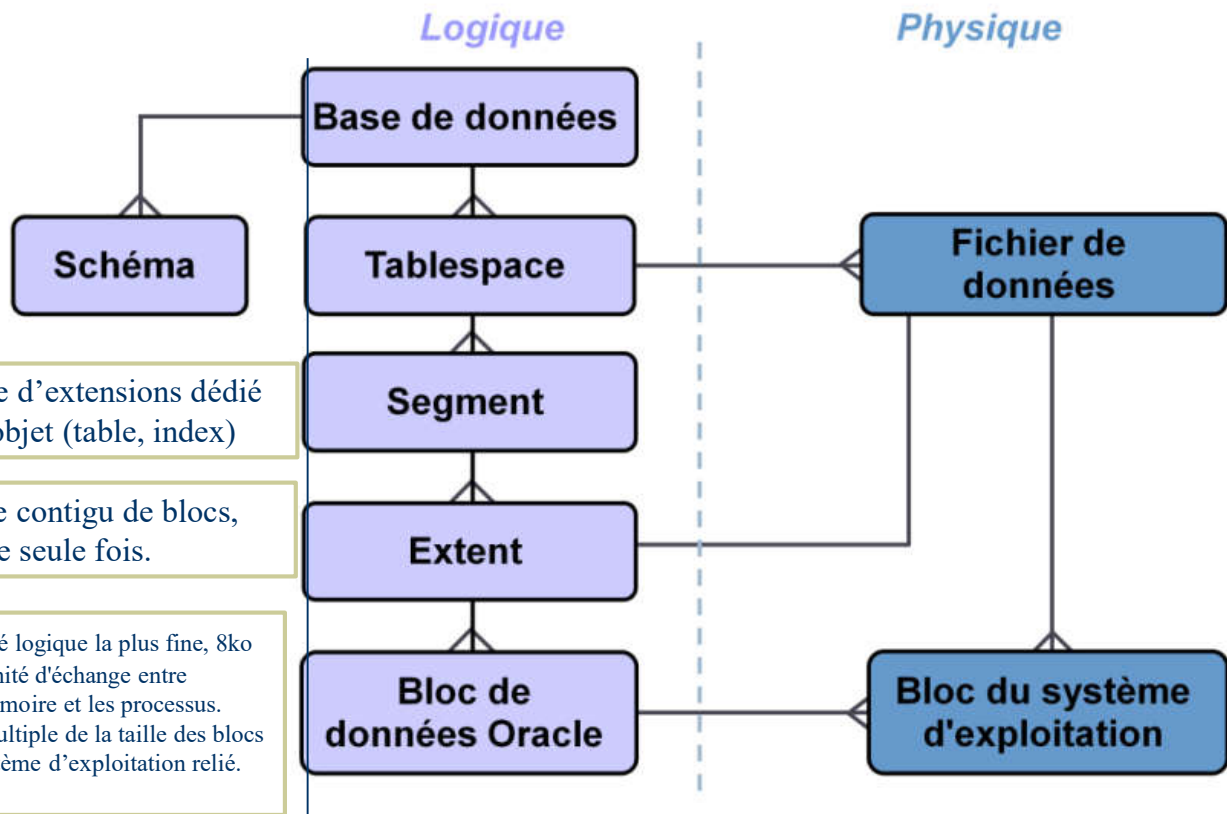 Logique
Physique
Base de données
Schéma
Tablespace
Fichier de
données
e d’extensions dédié
objet (table, index)
Segment
e contigu de blocs,
e seule fois.
Extent
é logique la plus fine, 8ko
nité d'échange entre
moire et les processus.
ultiple de la taille des blocs
ème d’exploitation relié.
Bloc de
données Oracle
Bloc du système
d'exploitation